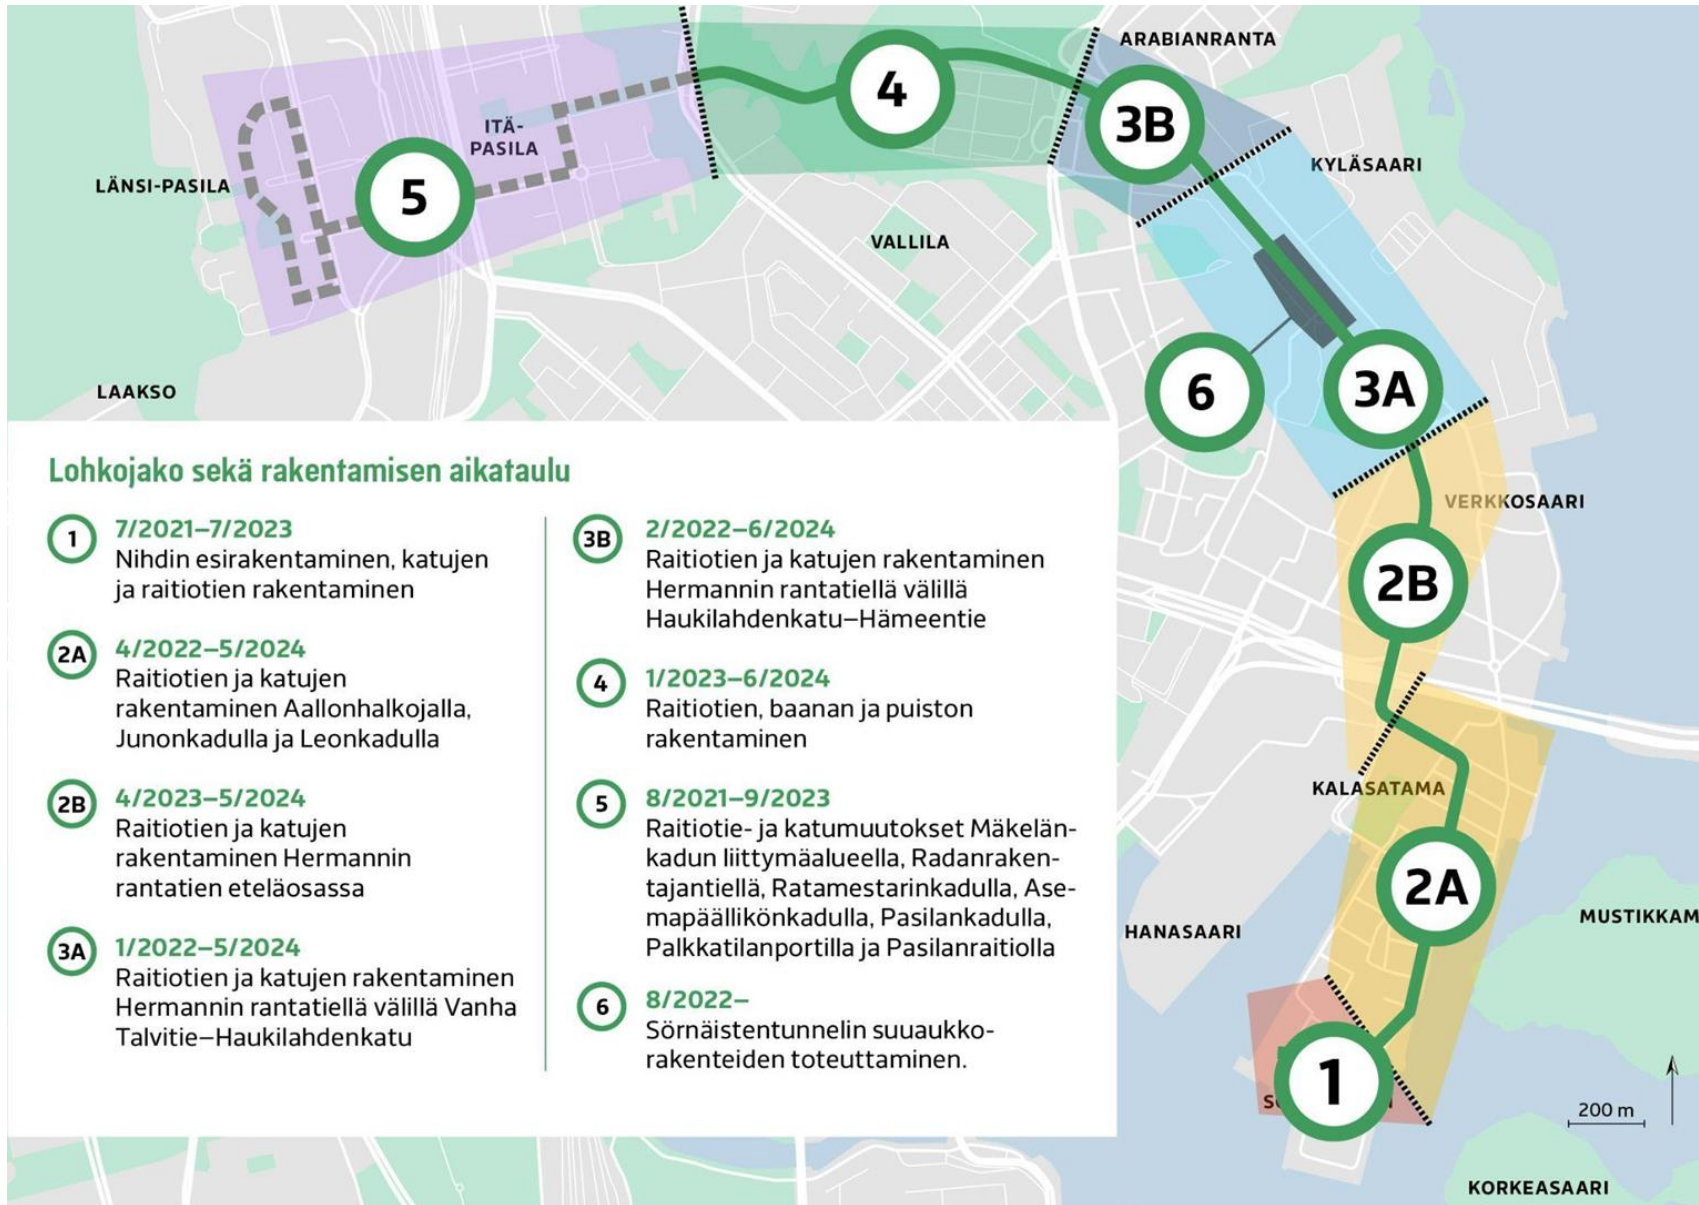 ARABIANRANTA
4
3B
ITÄ-
PASILA
KYLÄSAARI
LÄNSI-PASILA
5
VALLILA
LAAKSO
6
3A
Lohkojako sekä rakentamisen aikataulu
1
7/2021–7/2023
Nihdin esirakentaminen, katujen
ja raitiotien rakentaminen
2A
4/2022–5/2024
Raitiotien ja katujen
rakentaminen Aallonhalkojalla,
Junonkadulla ja Leonkadulla
2B
4/2023–5/2024
Raitiotien ja katujen
rakentaminen Hermannin
rantatien eteläosassa
3A
1/2022–5/2024
Raitiotien ja katujen rakentaminen
Hermannin rantatiellä välillä Vanha
Talvitie–Haukilahdenkatu
3B
2/2022–6/2024
Raitiotien ja katujen rakentaminen
Hermannin rantatiellä välillä
Haukilahdenkatu–Hämeentie
4
1/2023–6/2024
Raitiotien, baanan ja puiston
rakentaminen
5
8/2021–9/2023
Raitiotie- ja katumuutokset Mäkelän-
kadun liittymäalueella, Radanraken-
tajantiellä, Ratamestarinkadulla, Ase-
mapäällikönkadulla, Pasilankadulla,
Palkkatilanportilla ja Pasilanraitiolla
6
8/2022–
Sörnäistentunnelin suuaukko-
rakenteiden toteuttaminen.
VERKKOSAARI
2B
KALASATAMA
2A
HANASAARI
MUSTIKKAM
1
200 m
KORKEASAARI